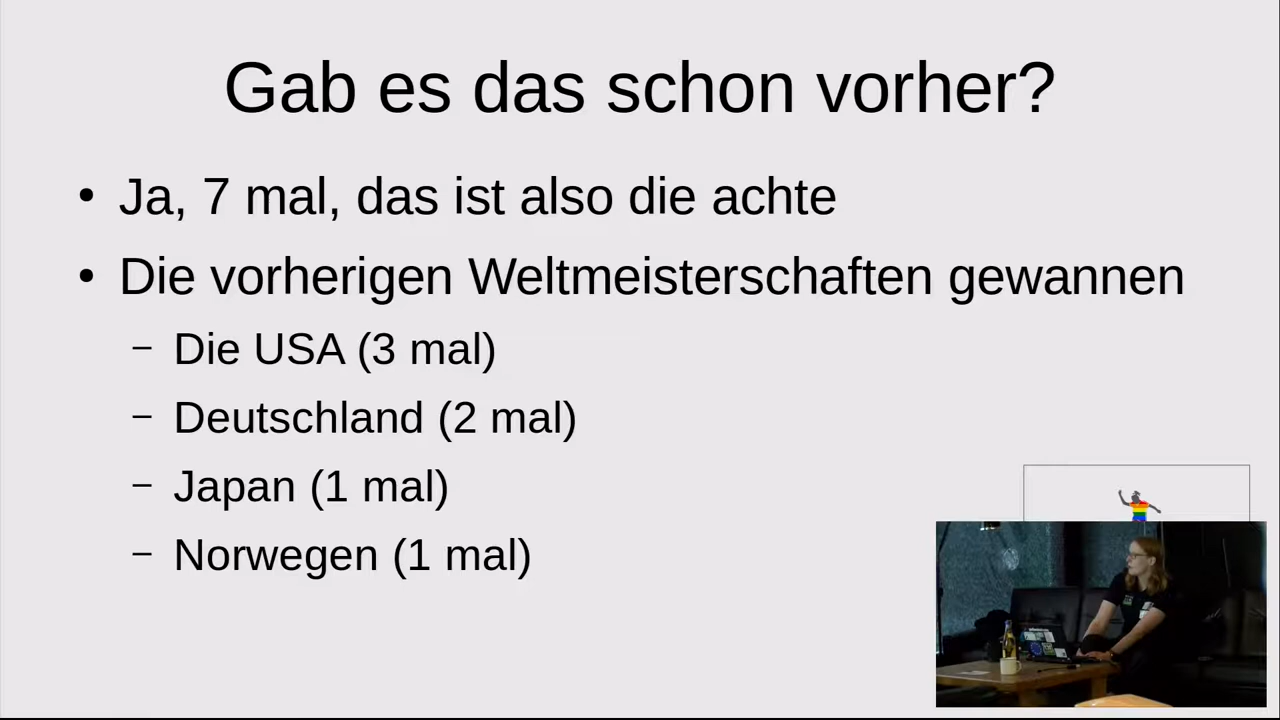 Gab es das schon vorher?
• Ja, 7 mal, das ist also die achte
• Die vorherigen Weltmeisterschaften gewannen
– Die USA (3 mal)
– Deutschland (2 mal)
– Japan (1 mal)
– Norwegen (1 mal)